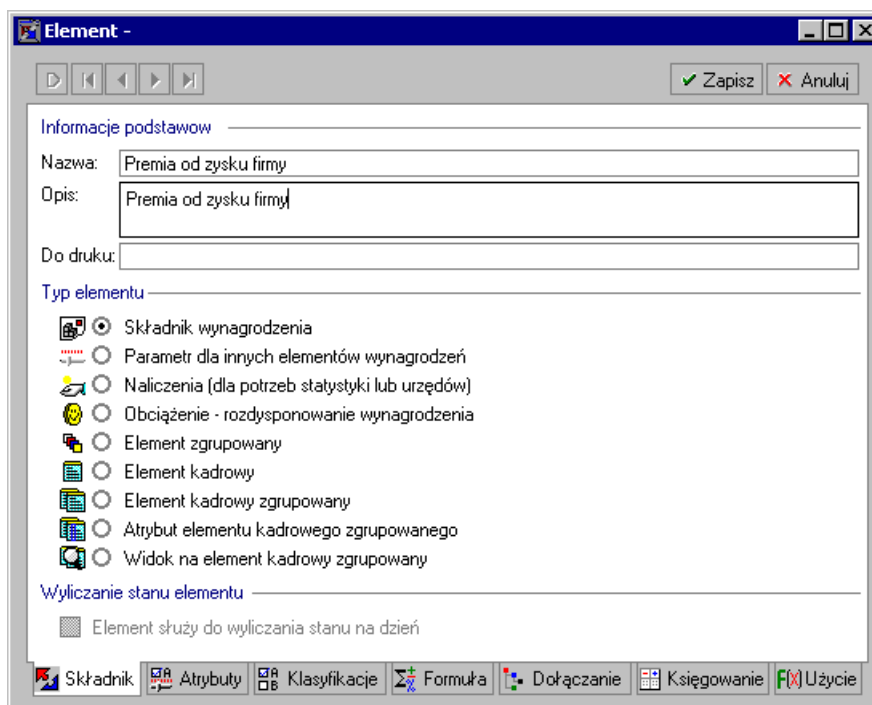 Element -
Zapisz Anuluj
Informacje podstawow
Nazwa: Premia od zysku firmy
Opis: Premia od zysku firmy
Do druku:
Typ elementu
Składnik wynagrodzenia
Parametr dla innych elementów wynagrodzeń
Naliczenia (dla potrzeb statystyki lub urzędów)
Obciążenie - rozdysponowanie wynagrodzenia
Element zgrupowany
Element kadrowy
Element kadrowy zgrupowany
Atrybut elementu kadrowego zgrupowanego
Widok na element kadrowy zgrupowany
Wyliczanie stanu elementu
Element służy do wyliczania stanu na dzień
Składnik Atrybuty Klasyfikacje Formuła Dołączanie Księgowanie F(X) Użycie